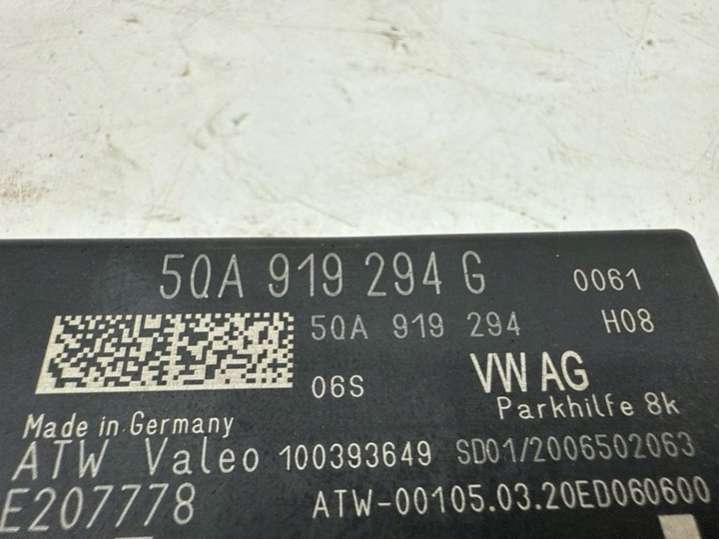 5QA 919 294 G 0061
5QA 919 294 H08
06S VW AG
Parkhilfe 8k
Made in Germany
ATW Valeo 100393649 SD01/2006502063
E207778 ATW-00105.03.20ED060600